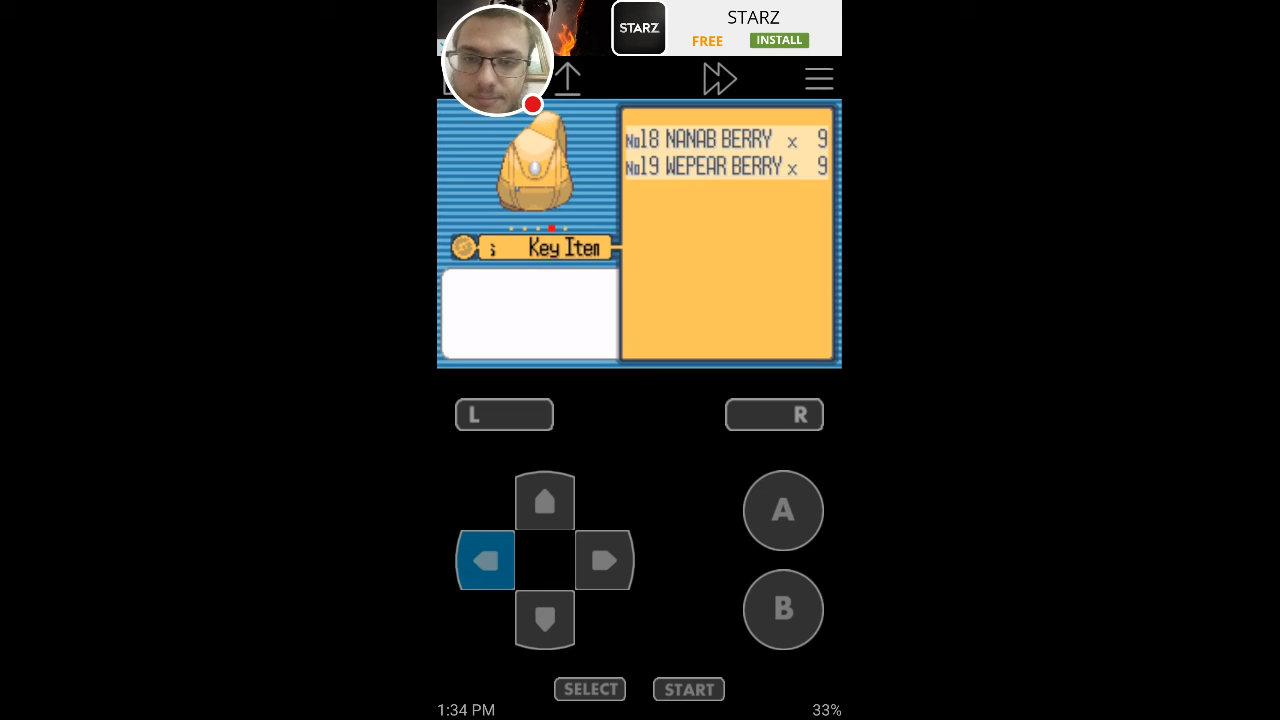 STARZ
STARZ
FREE
INSTALL
No18 NANAB BERRY x 9
No19 WEPEAR BERRY x 9
s Key Item
L
R
A
B
SELECT
START
1:34 PM
33%